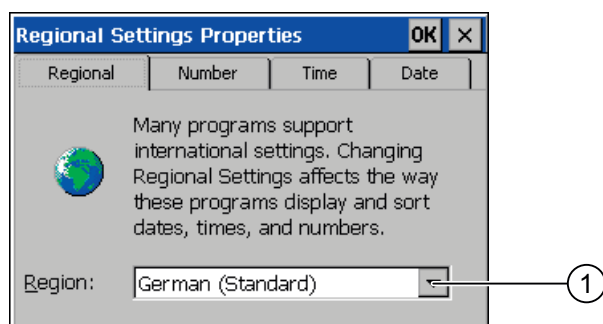 Regional Settings Properties OK ×
Regional Number Time Date
Many programs support
international settings. Changing
Regional Settings affects the way
these programs display and sort
dates, times, and numbers.
Region: German (Standard) 1